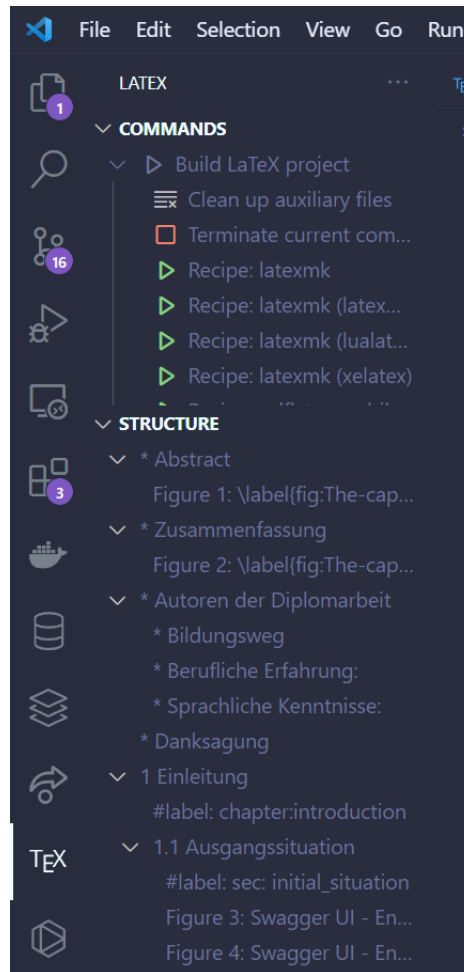 File Edit Selection View Go Run
LATEX
COMMANDS
Build LaTeX project
Clean up auxiliary files
Terminate current com...
Recipe: latexmk
Recipe: latexmk (latex...
Recipe: latexmk (lualat...
Recipe: latexmk (xelatex)
STRUCTURE
* Abstract
Figure 1: \label{fig:The-cap...
* Zusammenfassung
Figure 2: \label{fig:The-cap...
* Autoren der Diplomarbeit
* Bildungsweg
* Berufliche Erfahrung:
* Sprachliche Kenntnisse:
* Danksagung
1 Einleitung
#label: chapter:introduction
1.1 Ausgangssituation
#label: sec: initial_situation
Figure 3: Swagger UI - En...
Figure 4: Swagger UI - En...
1
16
3
TEX